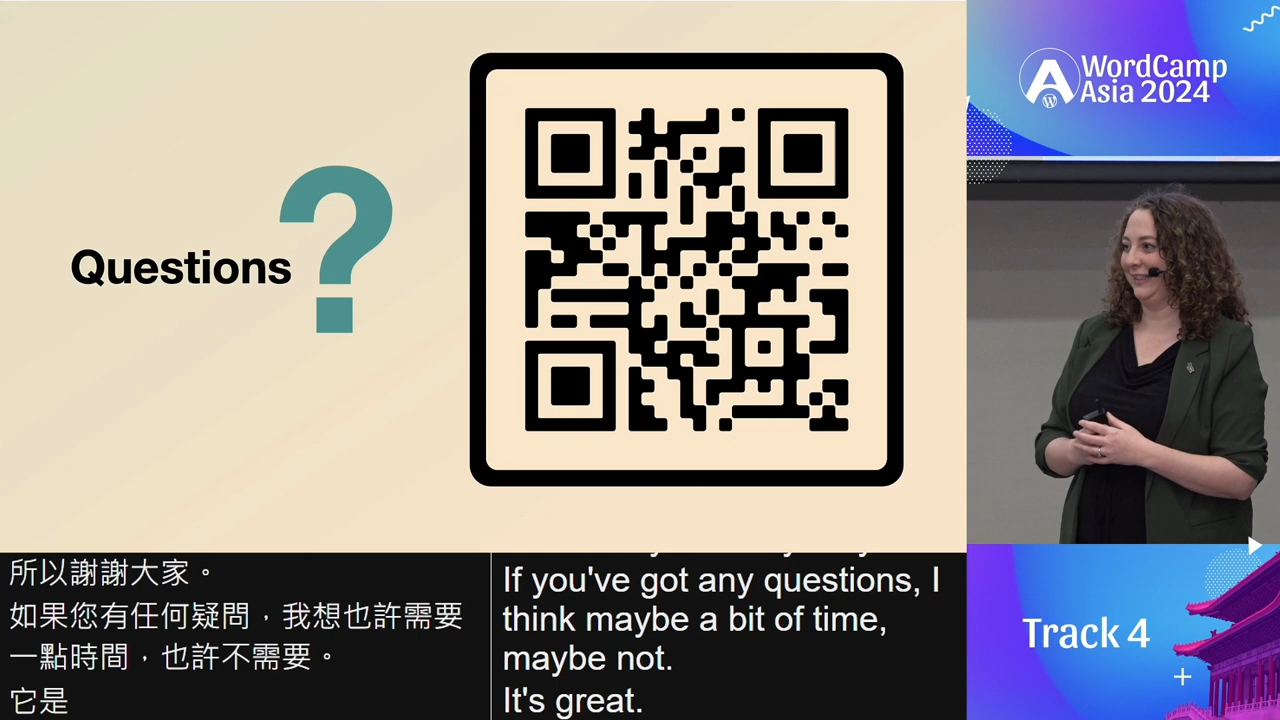 Questions
?
WordCamp
Asia 2024
所以謝謝大家。
如果您有任何疑問，我想也許需要
一點時間，也許不需要。
它是
If you've got any questions, I
think maybe a bit of time,
maybe not.
It's great.
Track 4